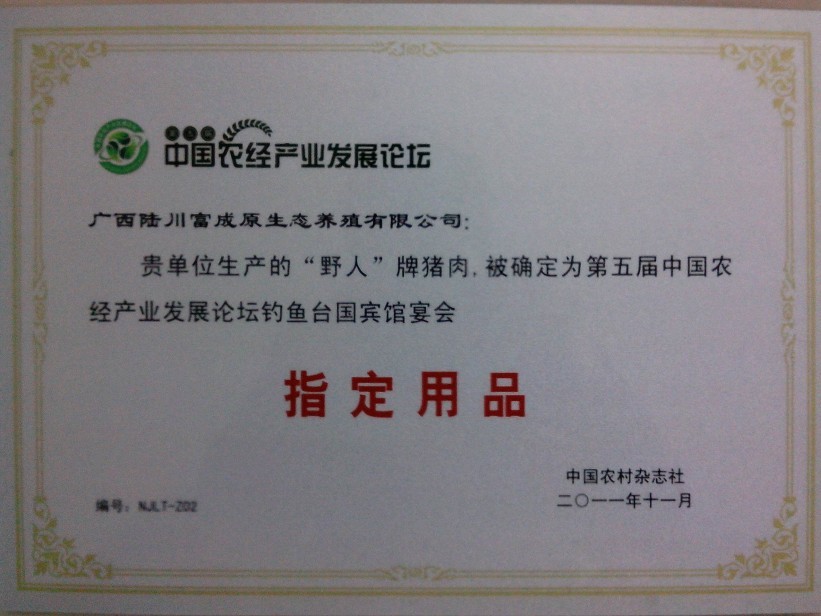 第五届
中国农经产业发展论坛
广西陆川富成原生态养殖有限公司：
贵单位生产的“野人”牌猪肉，被确定为第五届中国农
经产业发展论坛钓鱼台国宾馆宴会
指定用品
中国农村杂志社
二〇一一年十一月
编号：NJLT-Z02